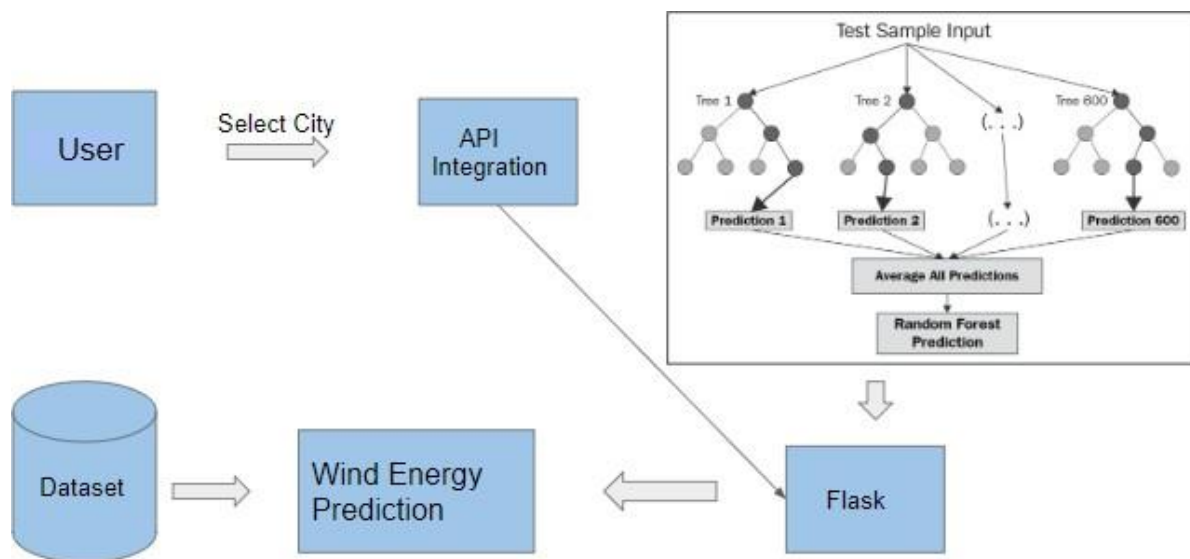 User
Select City
API
Integration
Test Sample Input
Tree 1
Tree 2
(. . .)
Tree 600
Prediction 1
Prediction 2
(. . .)
Prediction 600
Average All Predictions
Random Forest
Prediction
Dataset
Wind Energy
Prediction
Flask